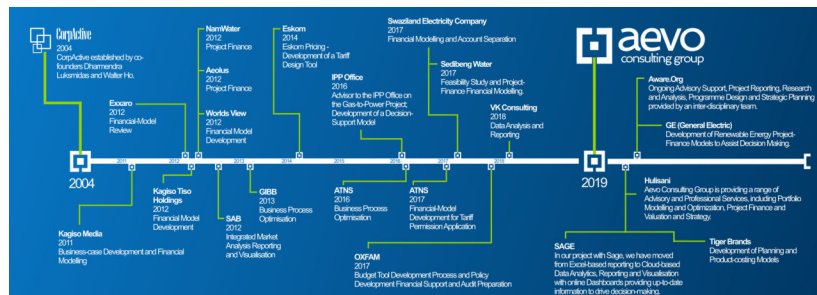 CorpActive
2004
CorpActive established by co-
founders Dharmendra
Luksmidas and Walter Ho.
Exxaro
2012
Financial-Model
Review
NamWater
2012
Project Finance
Aeolus
2012
Project Finance
Worlds View
2012
Financial Model
Development
Eskom
2014
Eskom Pricing -
Development of a Tariff
Design Tool
IPP Office
2016
Advisor to the IPP Office on
the Gas-to-Power Project;
Development of a Decision-
Support Model
Swaziland Electricity Company
2017
Financial Modelling and Account Separation
Sedibeng Water
2017
Feasibility Study and Project-
Finance Financial Modelling.
VK Consulting
2018
Data Analysis and
Reporting
aevo
consulting group
Aware.Org
Ongoing Advisory Support, Project Reporting, Research
and Analysis, Programme Design and Strategic Planning
provided by an inter-disciplinary team.
GE (General Electric)
Development of Renewable Energy Project-
Finance Models to Assist Decision Making.
2011
2012
2013
2014
2015
2016
2017
2018
2004
2019
Kagiso Media
2011
Business-case Development and Financial
Modelling
Kagiso Tiso
Holdings
2012
Financial Model
Development
SAB
2012
Integrated Market
Analysis Reporting
and Visualisation
GIBB
2013
Business Process
Optimisation
ATNS
2016
Business Process
Optimisation
ATNS
2017
Financial-Model
Development for Tariff
Permission Application
OXFAM
2017
Budget Tool Development Process and Policy
Development Financial Support and Audit Preparation
Hulisani
Aevo Consulting Group is providing a range of
Advisory and Professional Services, including Portfolio
Modelling and Optimization, Project Finance and
Valuation and Strategy.
SAGE
In our project with Sage, we have moved
from Excel-based reporting to Cloud-based
Data Analytics, Reporting and Visualisation
with online Dashboards providing up-to-date
information to drive decision-making.
Tiger Brands
Development of Planning and
Product-costing Models